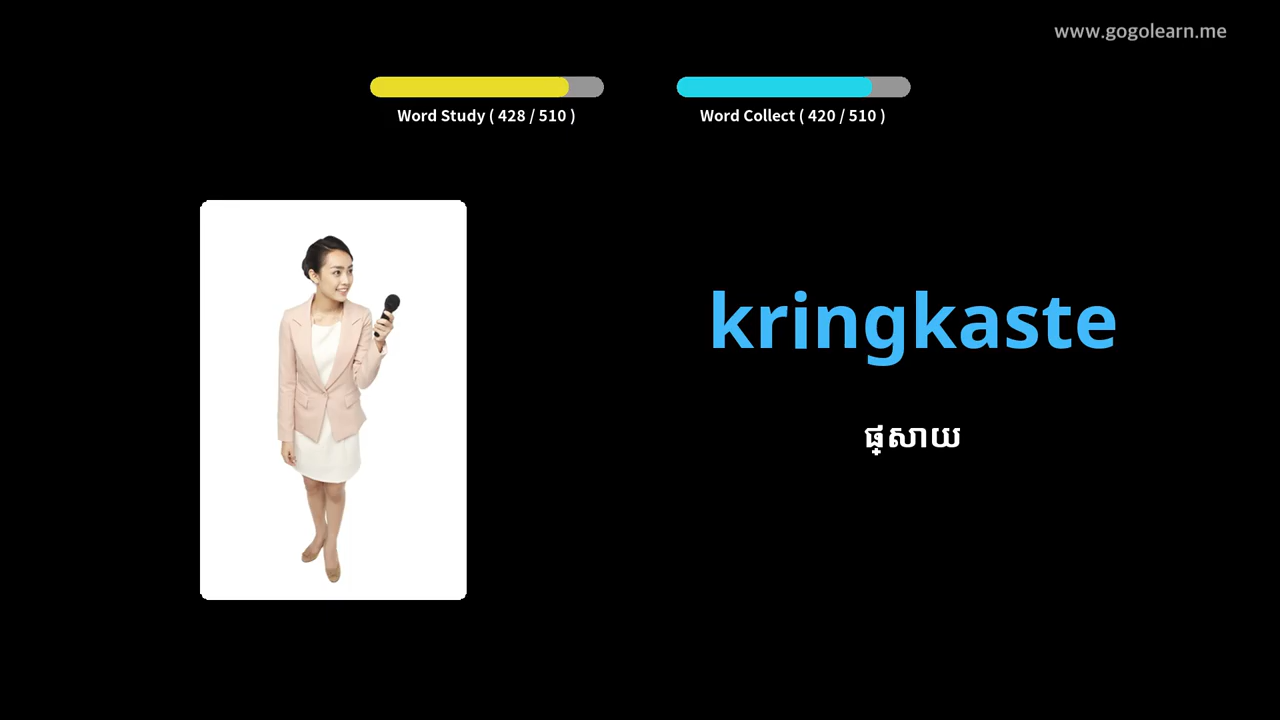 www.gogolearn.me
Word Study ( 428 / 510 )
Word Collect ( 420 / 510 )
kringkaste
ផ្សាយ